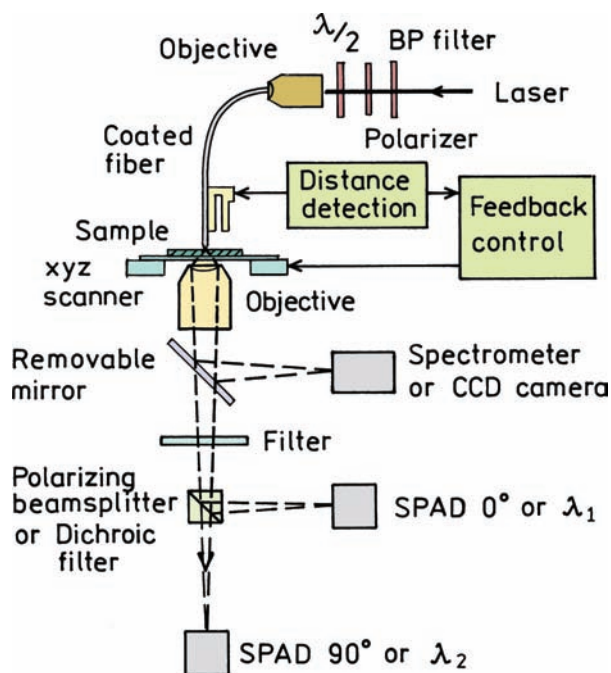 λ/2
Objective
BP filter
Laser
Coated
fiber
Polarizer
Distance
detection
Feedback
control
Sample
xyz
scanner
Objective
Removable
mirror
Spectrometer
or CCD camera
Filter
Polarizing
beamsplitter
or Dichroic
filter
SPAD 0° or λ₁
SPAD 90° or λ₂